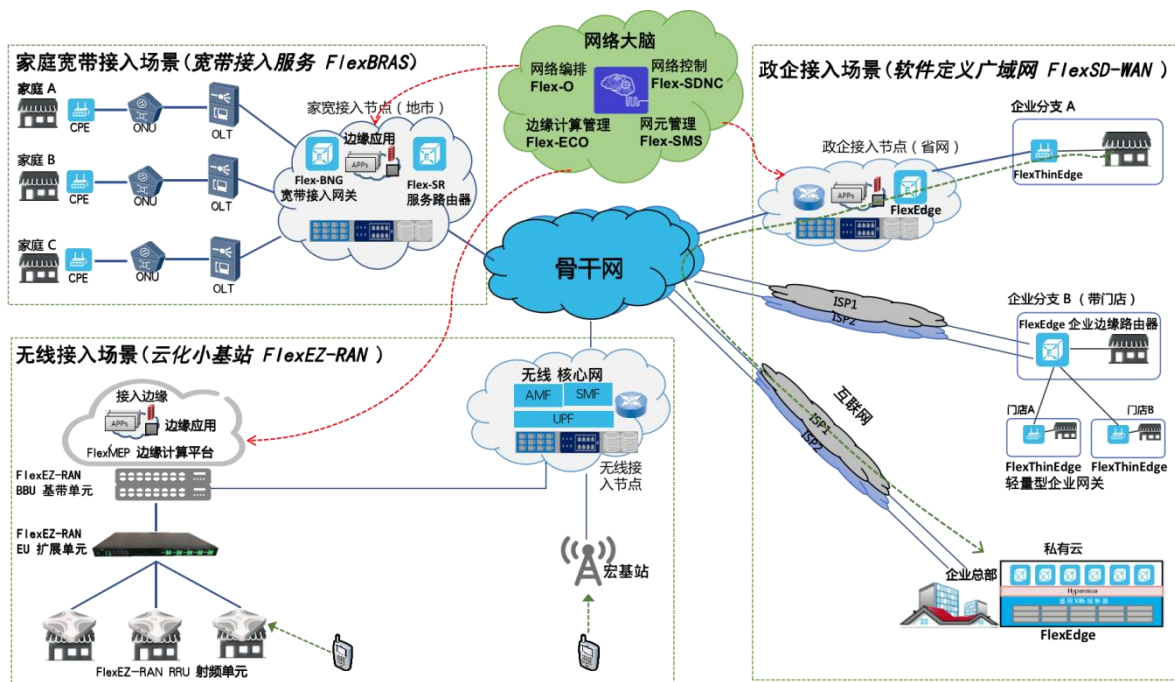 网络大脑
网络编排
Flex-O
网络控制
Flex-SDNC
边缘计算管理
Flex-ECO
网元管理
Flex-SMS
家庭宽带接入场景(宽带接入服务 FlexBRAS)
家庭 A
CPE
ONU
OLT
家庭 B
CPE
ONU
OLT
家庭 C
CPE
ONU
OLT
家宽接入节点（地市）
边缘应用
APPs
Flex-BNG
宽带接入网关
Flex-SR
服务路由器
骨干网
政企接入场景(软件定义广域网 FlexSD-WAN)
政企接入节点（省网）
APPs
FlexEdge
企业分支 A
FlexThinEdge
ISP1
ISP2
企业分支 B（带门店）
FlexEdge 企业边缘路由器
门店A
门店B
FlexThinEdge
FlexThinEdge
轻量型企业网关
互联网
ISP1
ISP2
企业总部
私有云
Hypervisor
FlexEdge
无线接入场景(云化小基站 FlexEZ-RAN )
接入边缘
APPs
边缘应用
FlexMEP 边缘计算平台
FlexEZ-RAN
BBU 基带单元
FlexEZ-RAN
EU 扩展单元
FlexEZ-RAN RRU 射频单元
无线 核心网
AMF
SMF
UPF
无线接
入节点
宏基站